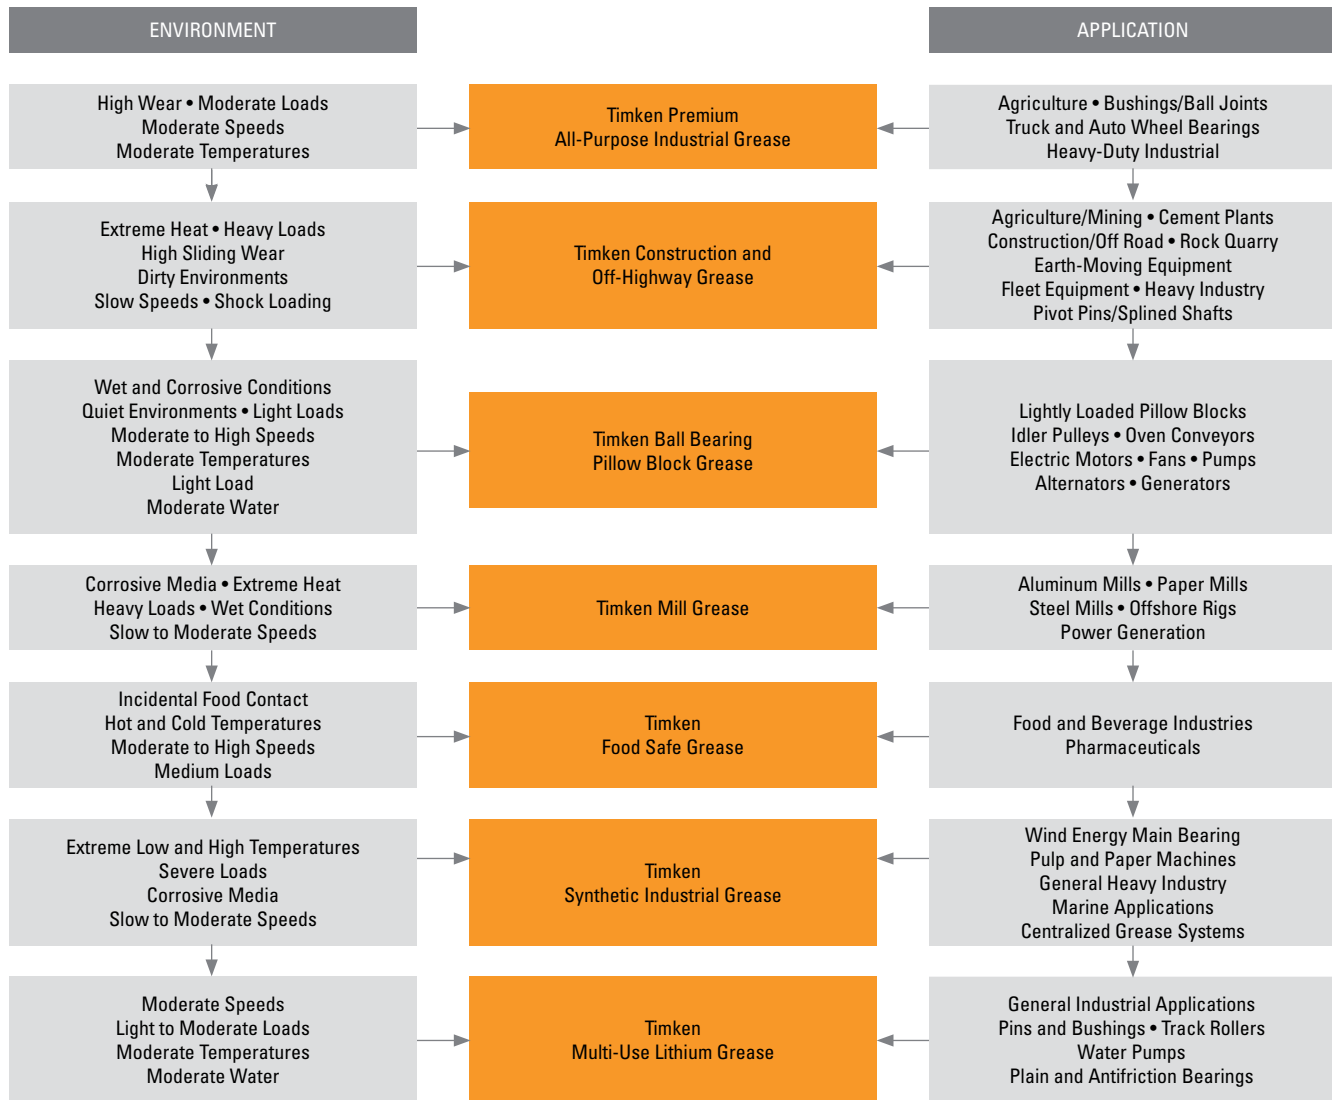 ENVIRONMENT
APPLICATION
High Wear • Moderate Loads
Moderate Speeds
Moderate Temperatures
Timken Premium
All-Purpose Industrial Grease
Agriculture • Bushings/Ball Joints
Truck and Auto Wheel Bearings
Heavy-Duty Industrial
Extreme Heat • Heavy Loads
High Sliding Wear
Dirty Environments
Slow Speeds • Shock Loading
Timken Construction and
Off-Highway Grease
Agriculture/Mining • Cement Plants
Construction/Off Road • Rock Quarry
Earth-Moving Equipment
Fleet Equipment • Heavy Industry
Pivot Pins/Splined Shafts
Wet and Corrosive Conditions
Quiet Environments • Light Loads
Moderate to High Speeds
Moderate Temperatures
Light Load
Moderate Water
Timken Ball Bearing
Pillow Block Grease
Lightly Loaded Pillow Blocks
Idler Pulleys • Oven Conveyors
Electric Motors • Fans • Pumps
Alternators • Generators
Corrosive Media • Extreme Heat
Heavy Loads • Wet Conditions
Slow to Moderate Speeds
Timken Mill Grease
Aluminum Mills • Paper Mills
Steel Mills • Offshore Rigs
Power Generation
Incidental Food Contact
Hot and Cold Temperatures
Moderate to High Speeds
Medium Loads
Timken
Food Safe Grease
Food and Beverage Industries
Pharmaceuticals
Extreme Low and High Temperatures
Severe Loads
Corrosive Media
Slow to Moderate Speeds
Timken
Synthetic Industrial Grease
Wind Energy Main Bearing
Pulp and Paper Machines
General Heavy Industry
Marine Applications
Centralized Grease Systems
Moderate Speeds
Light to Moderate Loads
Moderate Temperatures
Moderate Water
Timken
Multi-Use Lithium Grease
General Industrial Applications
Pins and Bushings • Track Rollers
Water Pumps
Plain and Antifriction Bearings